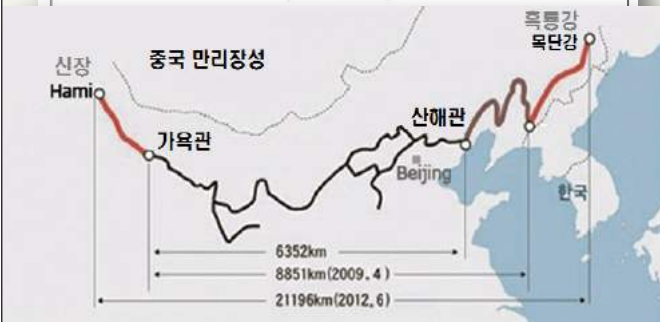 흑룡강
목단강
중국 만리장성
신장
Hami
산해관
가욕관
Beijing
한국
6352km
8851km(2009.4)
21196km(2012.6)